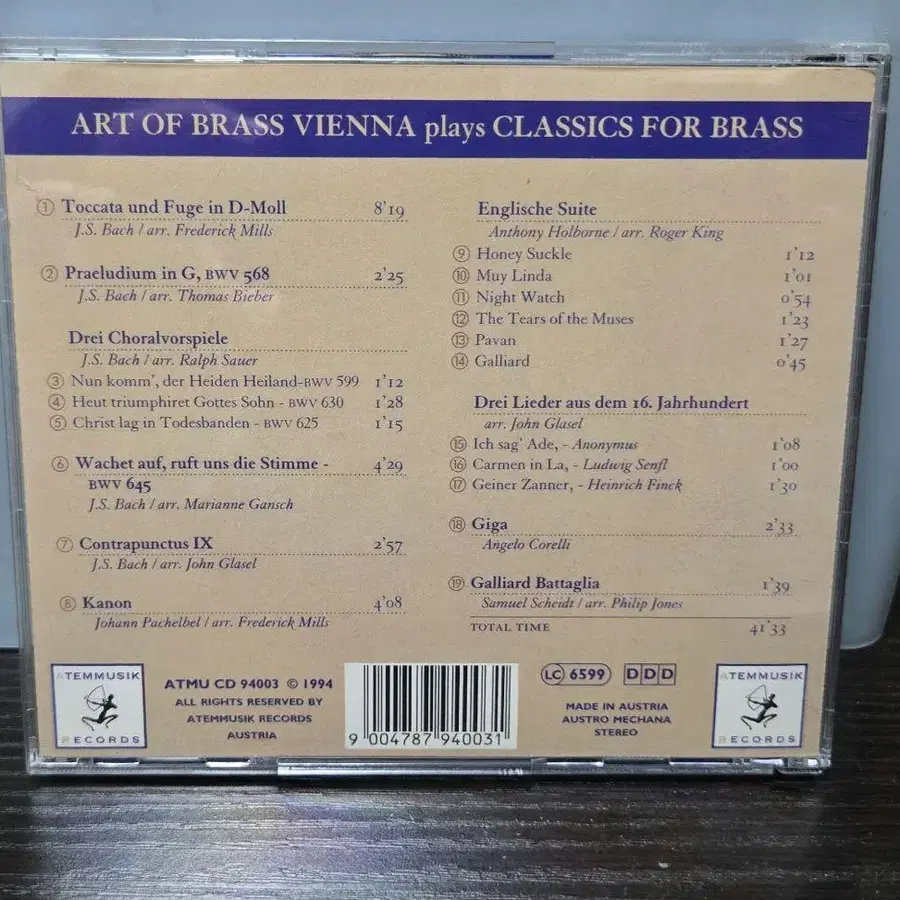 ART OF BRASS VIENNA plays CLASSICS FOR BRASS
① Toccata und Fuge in D-Moll 8'19
J.S. Bach / arr. Frederick Mills
② Praeludium in G, BWV 568 2'25
J.S. Bach / arr. Thomas Bieber
Drei Choralvorspiele
J.S. Bach / arr. Ralph Sauer
③ Nun komm', der Heiden Heiland-BWV 599 1'12
④ Heut triumphiret Gottes Sohn - BWV 630 1'28
⑤ Christ lag in Todesbanden - BWV 625 1'15
⑥ Wachet auf, ruft uns die Stimme - 4'29
BWV 645
J.S. Bach / arr. Marianne Gansch
⑦ Contrapunctus IX 2'57
J.S. Bach / arr. John Glasel
⑧ Kanon 4'08
Johann Pachelbel / arr. Frederick Mills
Englische Suite
Anthony Holborne / arr. Roger King
⑨ Honey Suckle 1'12
⑩ Muy Linda 1'01
⑪ Night Watch 0'54
⑫ The Tears of the Muses 1'23
⑬ Pavan 1'27
⑭ Galliard 0'45
Drei Lieder aus dem 16. Jahrhundert
arr. John Glasel
⑮ Ich sag' Ade, - Anonymus 1'08
⑯ Carmen in La, - Ludwig Senfl 1'00
⑰ Geiner Zanner, - Heinrich Finck 1'30
⑱ Giga 2'33
Angelo Corelli
⑲ Galliard Battaglia 1'39
Samuel Scheidt / arr. Philip Jones
TOTAL TIME 41'33
ATEMMUSIK
RECORDS
ATMU CD 94003 © 1994
ALL RIGHTS RESERVED BY
ATEMMUSIK RECORDS
AUSTRIA
9 004787 940031
LC 6599 DDD
MADE IN AUSTRIA
AUSTRO MECHANA
STEREO
ATEMMUSIK
RECORDS